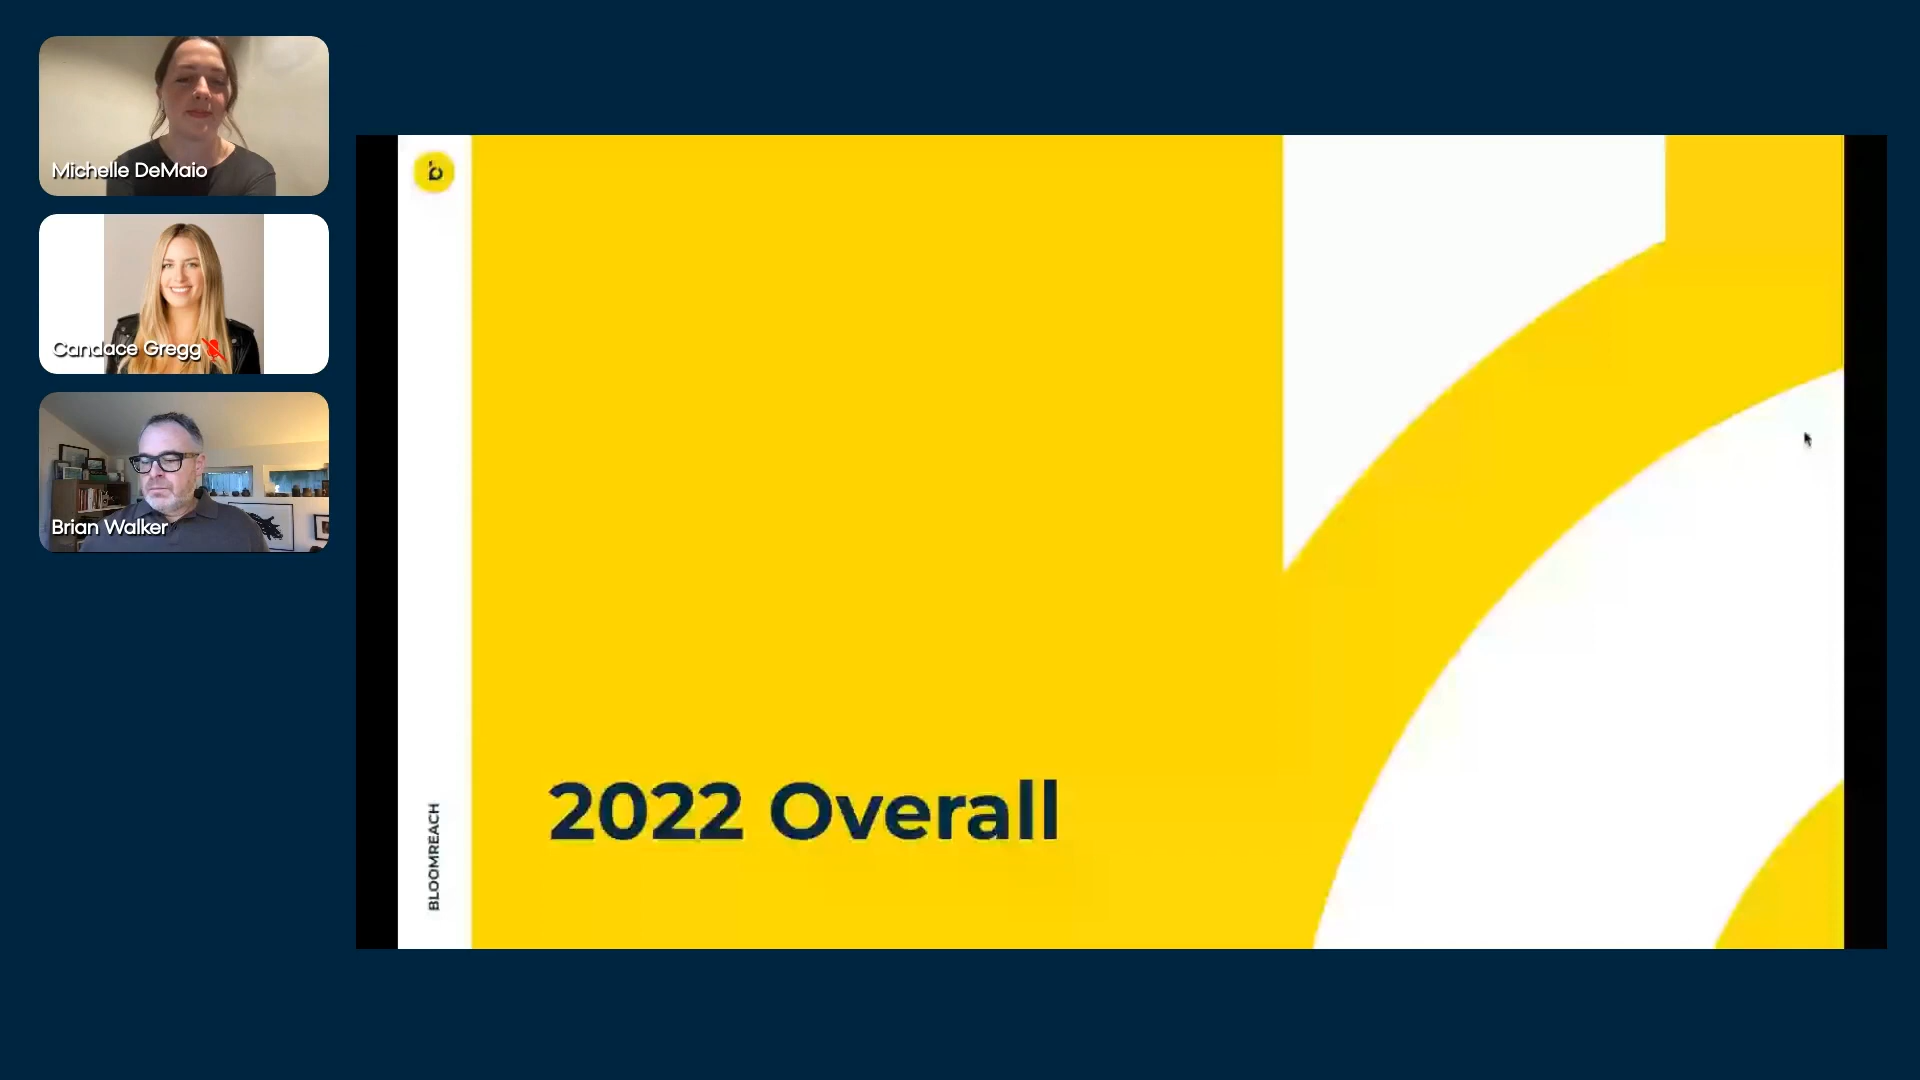 Michelle DeMaio
Candace Gregg
Brian Walker
b
BLOOMREACH
2022 Overall